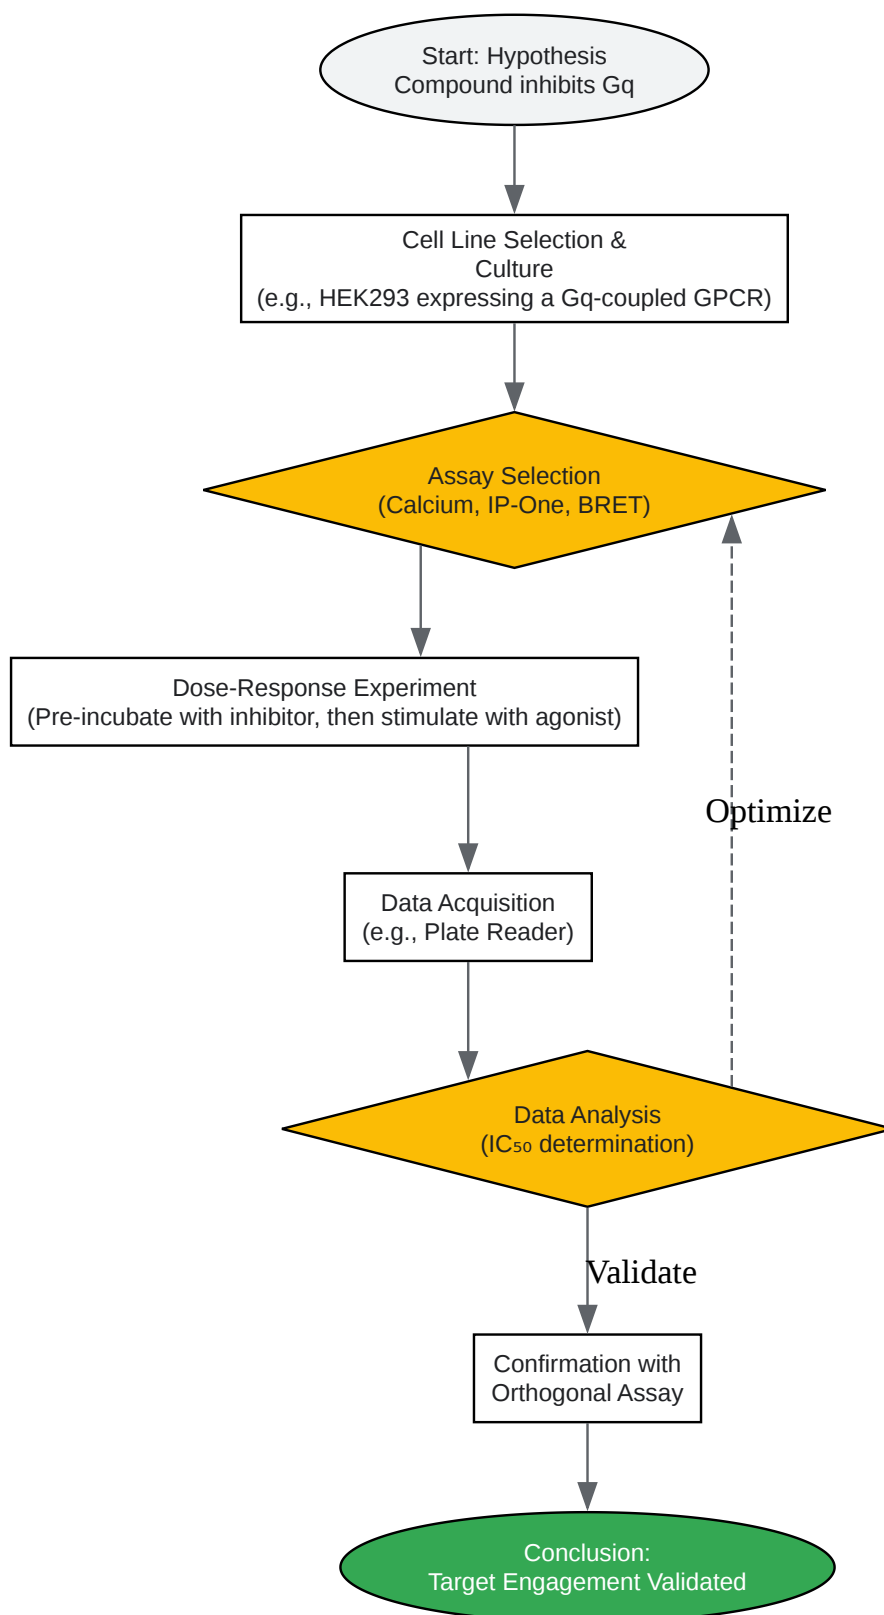 Start: Hypothesis
Compound inhibits Gq
Cell Line Selection &
Culture
(e.g., HEK293 expressing a Gq-coupled GPCR)
Assay Selection
(Calcium, IP-One, BRET)
Dose-Response Experiment
(Pre-incubate with inhibitor, then stimulate with agonist)
Optimize
Data Acquisition
(e.g., Plate Reader)
Data Analysis
(IC₅₀ determination)
Validate
Confirmation with
Orthogonal Assay
Conclusion:
Target Engagement Validated